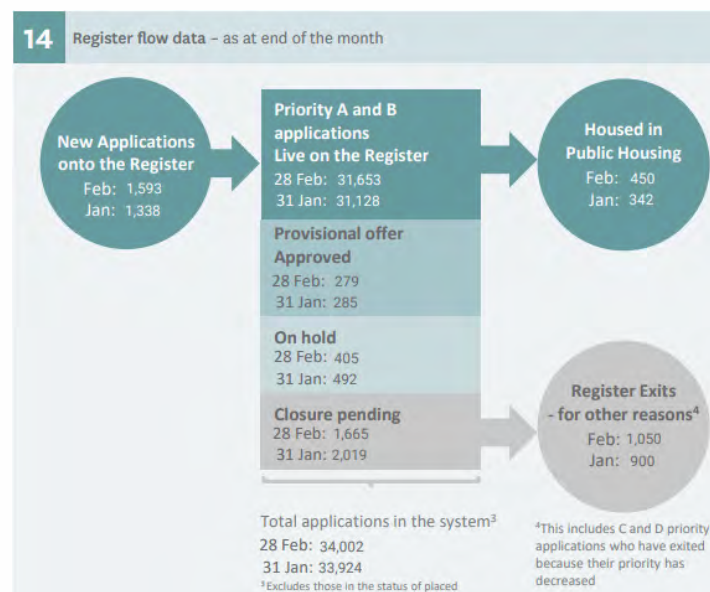 14 Register flow data – as at end of the month
New Applications
onto the Register
Feb: 1,593
Jan: 1,338
Priority A and B
applications
Live on the Register
28 Feb: 31,653
31 Jan: 31,128
Housed in
Public Housing
Feb: 450
Jan: 342
Provisional offer
Approved
28 Feb: 279
31 Jan: 285
On hold
28 Feb: 405
31 Jan: 492
Closure pending
28 Feb: 1,665
31 Jan: 2,019
Register Exits
- for other reasons⁴
Feb: 1,050
Jan: 900
Total applications in the system³
28 Feb: 34,002
31 Jan: 33,924
³Excludes those in the status of placed
⁴This includes C and D priority
applications who have exited
because their priority has
decreased